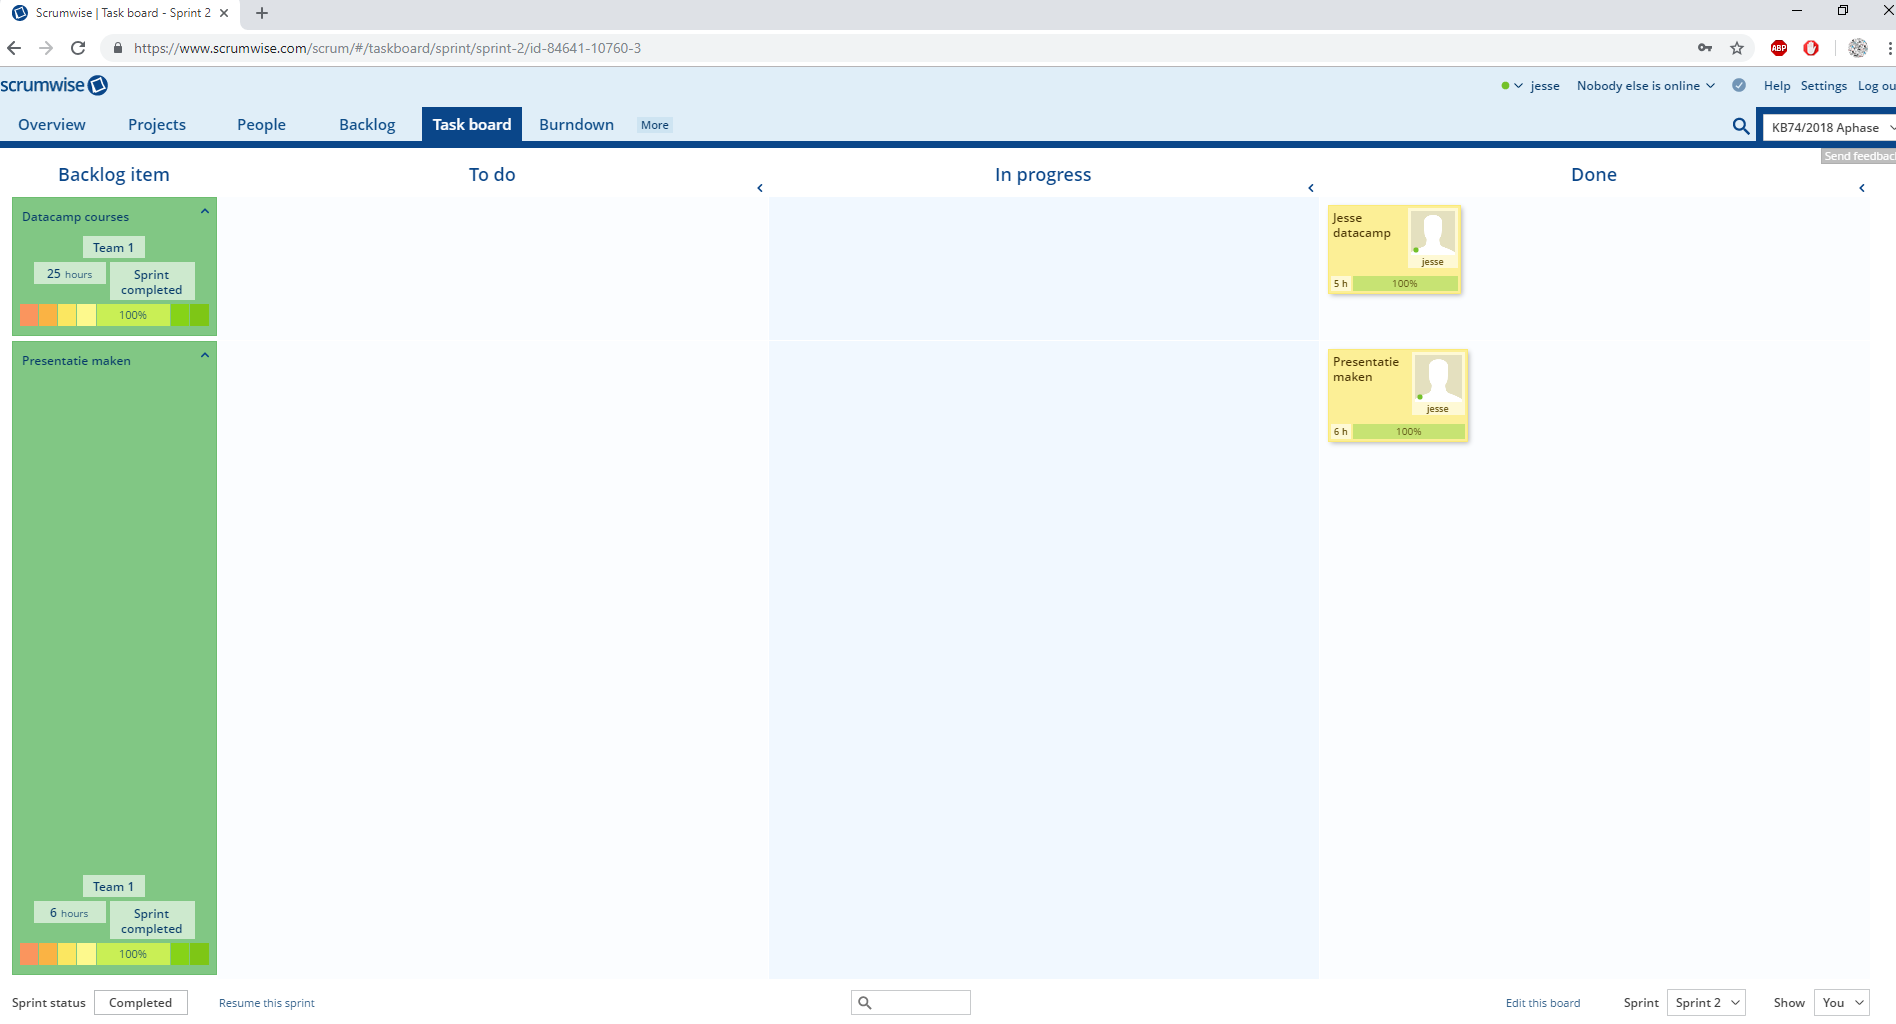 Scrumwise | Task board - Sprint 2
https://www.scrumwise.com/scrum/#/taskboard/sprint/sprint-2/id-84641-10760-3
ABP
scrumwise
jesse
Nobody else is online
Help
Settings
Log ou
Overview
Projects
People
Backlog
Task board
Burndown
More
KB74/2018 Aphase
Send feedbac
Backlog item
To do
In progress
Done
Datacamp courses
Team 1
25 hours
Sprint
completed
100%
Jesse
datacamp
jesse
5 h
100%
Presentatie maken
Team 1
6 hours
Sprint
completed
100%
Presentatie
maken
jesse
6 h
100%
Sprint status
Completed
Resume this sprint
Edit this board
Sprint
Sprint 2
Show
You